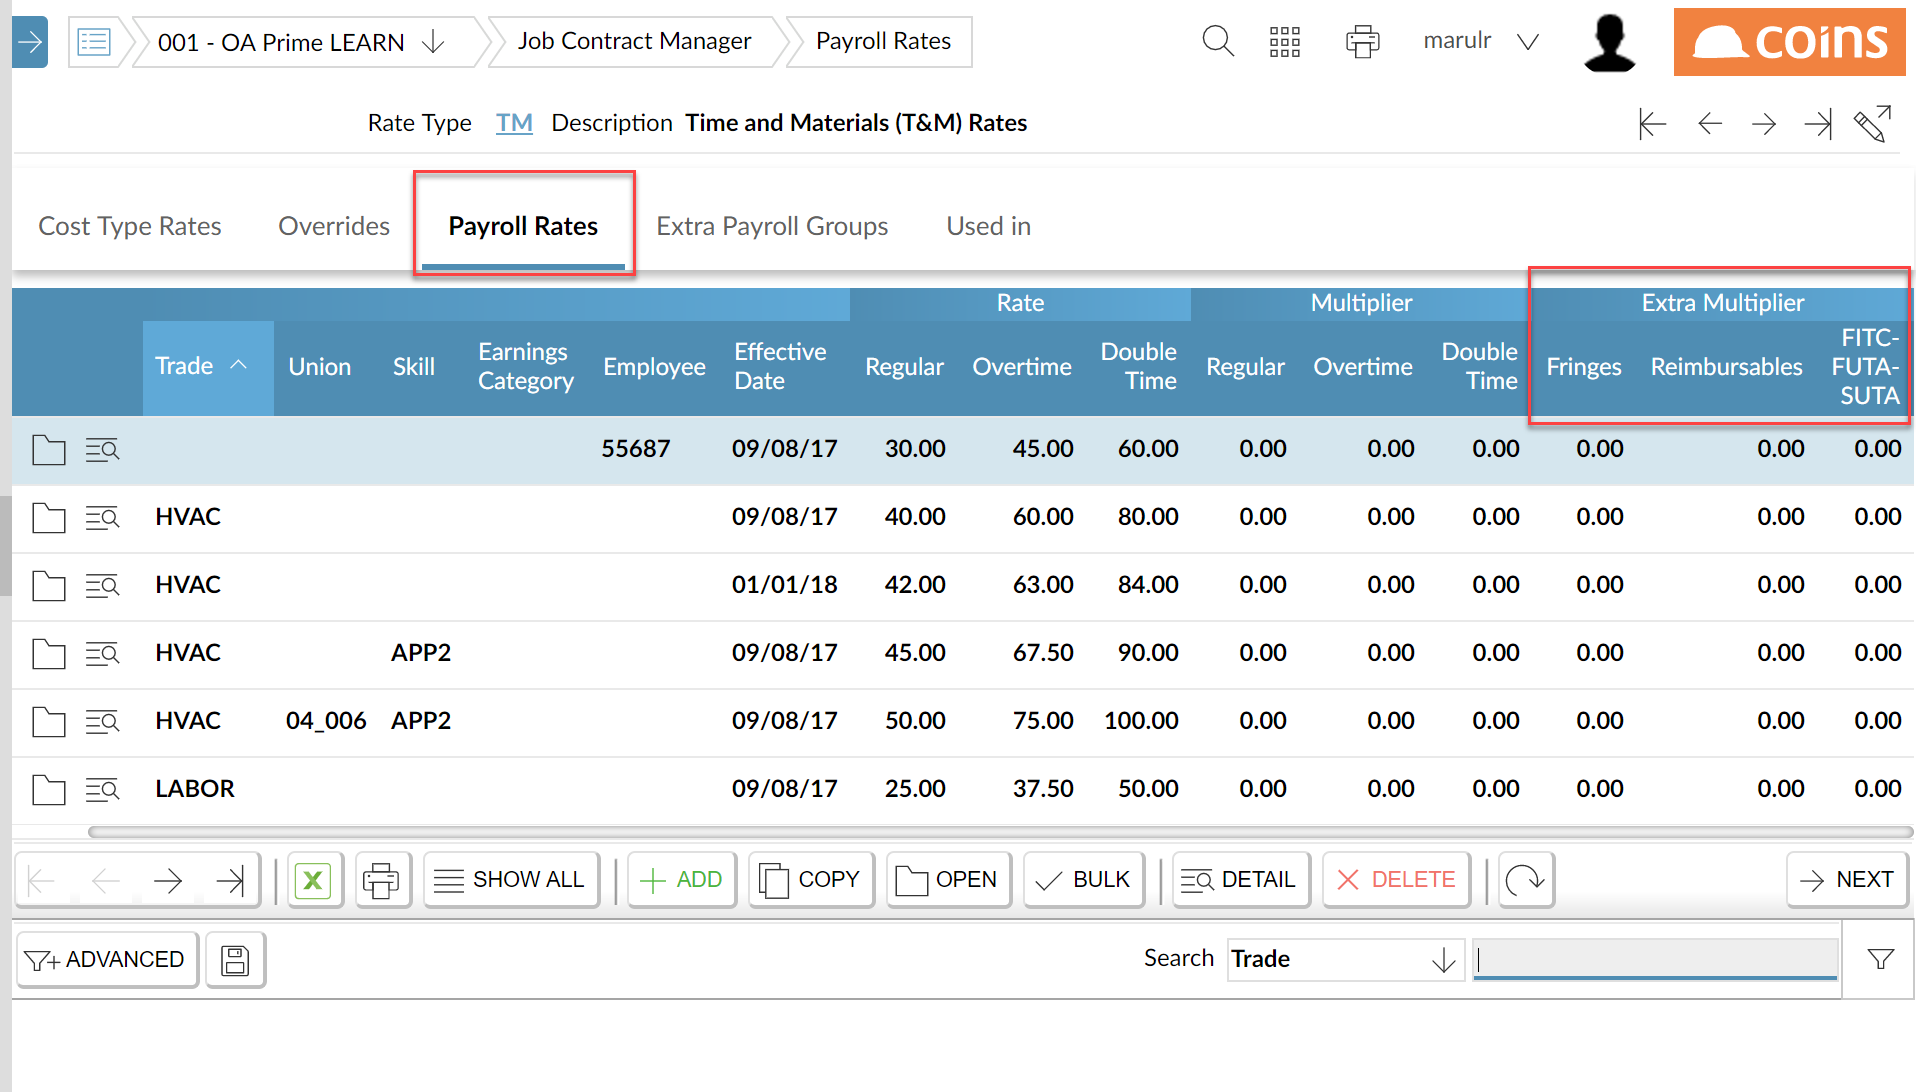 001 - OA Prime LEARN Job Contract Manager Payroll Rates marulr coins
Rate Type TM Description Time and Materials (T&M) Rates
Cost Type Rates Overrides Payroll Rates Extra Payroll Groups Used in
Rate Multiplier Extra Multiplier
Trade Union Skill Earnings Category Employee Effective Date Regular Overtime Double Time Regular Overtime Double Time Fringes Reimbursables FITC-FUTA-SUTA
55687 09/08/17 30.00 45.00 60.00 0.00 0.00 0.00 0.00 0.00 0.00
HVAC 09/08/17 40.00 60.00 80.00 0.00 0.00 0.00 0.00 0.00 0.00
HVAC 01/01/18 42.00 63.00 84.00 0.00 0.00 0.00 0.00 0.00 0.00
HVAC APP2 09/08/17 45.00 67.50 90.00 0.00 0.00 0.00 0.00 0.00 0.00
HVAC 04_006 APP2 09/08/17 50.00 75.00 100.00 0.00 0.00 0.00 0.00 0.00 0.00
LABOR 09/08/17 25.00 37.50 50.00 0.00 0.00 0.00 0.00 0.00 0.00
X SHOW ALL ADD COPY OPEN BULK DETAIL DELETE NEXT
ADVANCED Search Trade